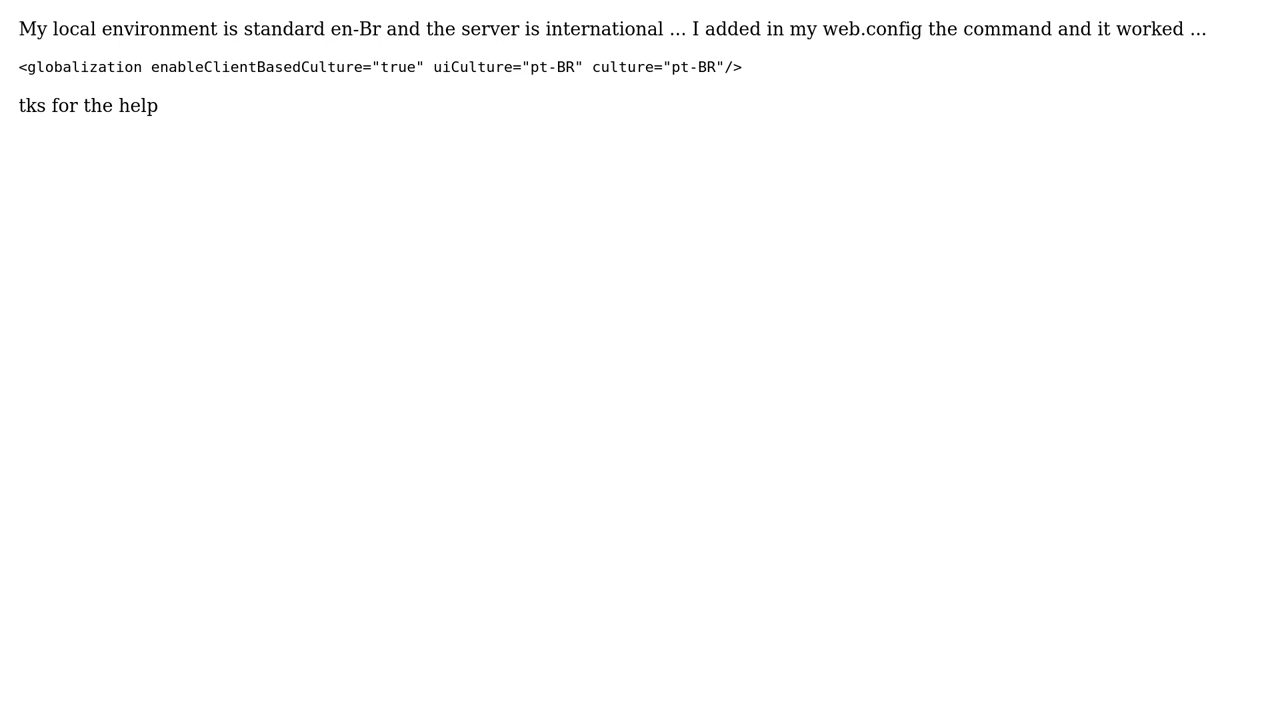 My local environment is standard en-Br and the server is international ... I added in my web.config the command and it worked ...
<globalization enableClientBasedCulture="true" uiCulture="pt-BR" culture="pt-BR"/>
tks for the help